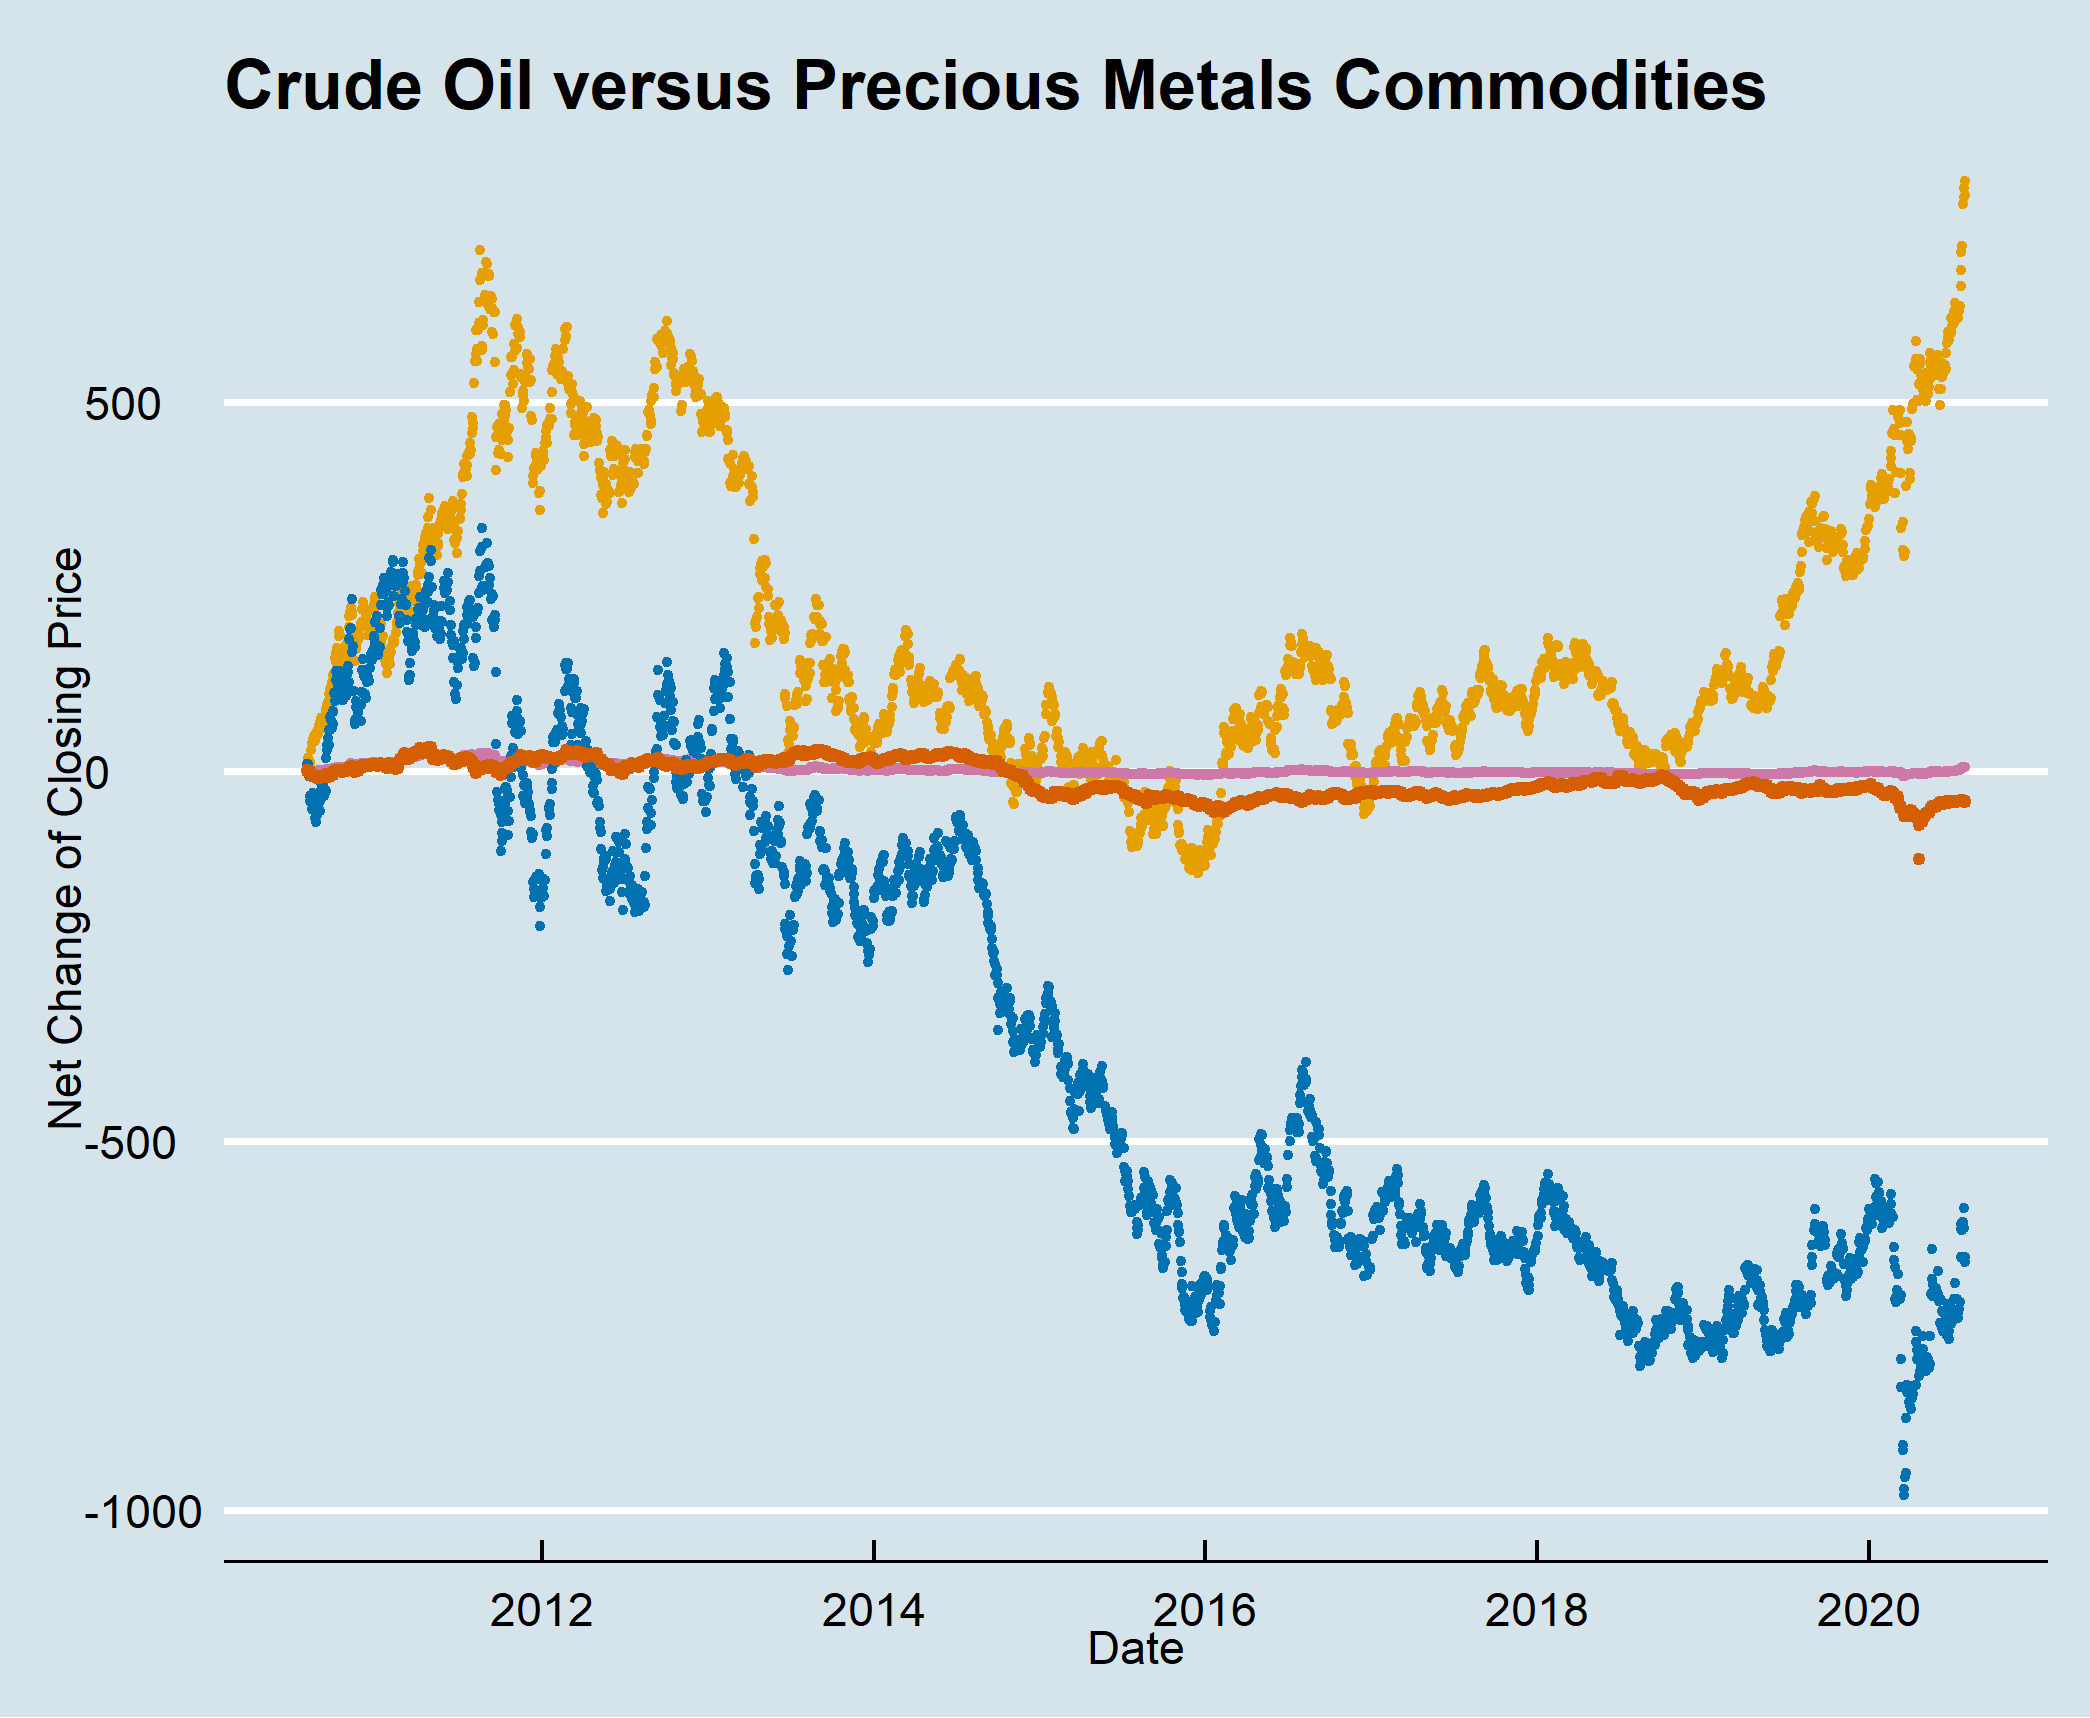 Crude Oil versus Precious Metals Commodities
Net Change of Closing Price
500
0
-500
-1000
2012 2014 2016 2018 2020
Date